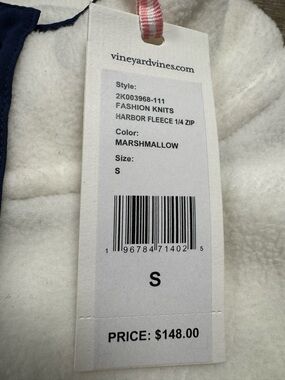 vineyardvines.com
Style:
2K003968-111
FASHION KNITS
HARBOR FLEECE 1/4 ZIP
Color:
MARSHMALLOW
Size:
S
1 96784 71402 5
S
PRICE: $148.00